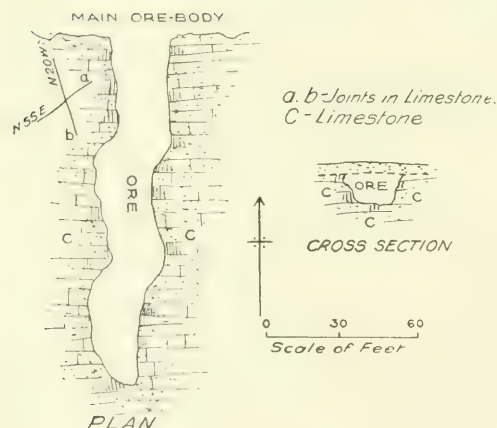 MAIN ORE-BODY
N20W
a
N55E
b
a.b-Joints in Limestone.
C-Limestone
ORE
C
C
ORE
C
C
C
CROSS SECTION
0 30 60
Scale of Feet
PLAN